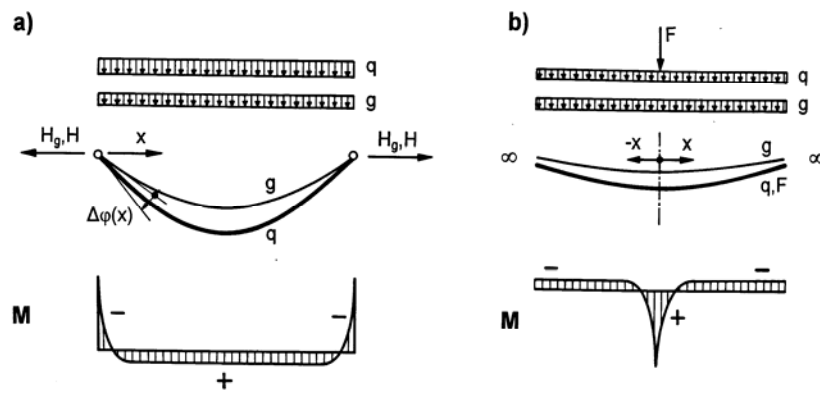 a)
q
g
H_g,H
x
H_g,H
g
Δφ(x)
q
M
−
−
+
b)
F
q
g
∞
-x
x
g
∞
q,F
−
−
M
+